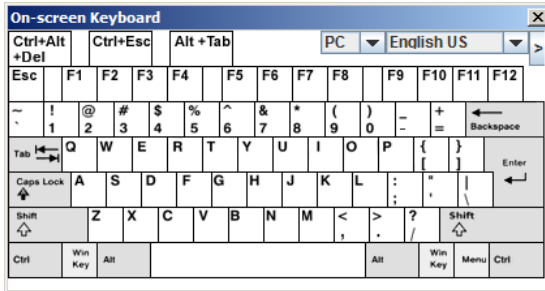 On-screen Keyboard X
Ctrl+Alt +Del Ctrl+Esc Alt +Tab PC English US >
Esc F1 F2 F3 F4 F5 F6 F7 F8 F9 F10 F11 F12
~ ! @ # $ % ^ & * ( ) _ +
` 1 2 3 4 5 6 7 8 9 0 - = Backspace
Tab Q W E R T Y U I O P { }
[ ] Enter
Caps Lock A S D F G H J K L : " |
; ' \
Shift Z X C V B N M < > ? Shift
, . /
Ctrl Win Key Alt Alt Win Key Menu Ctrl